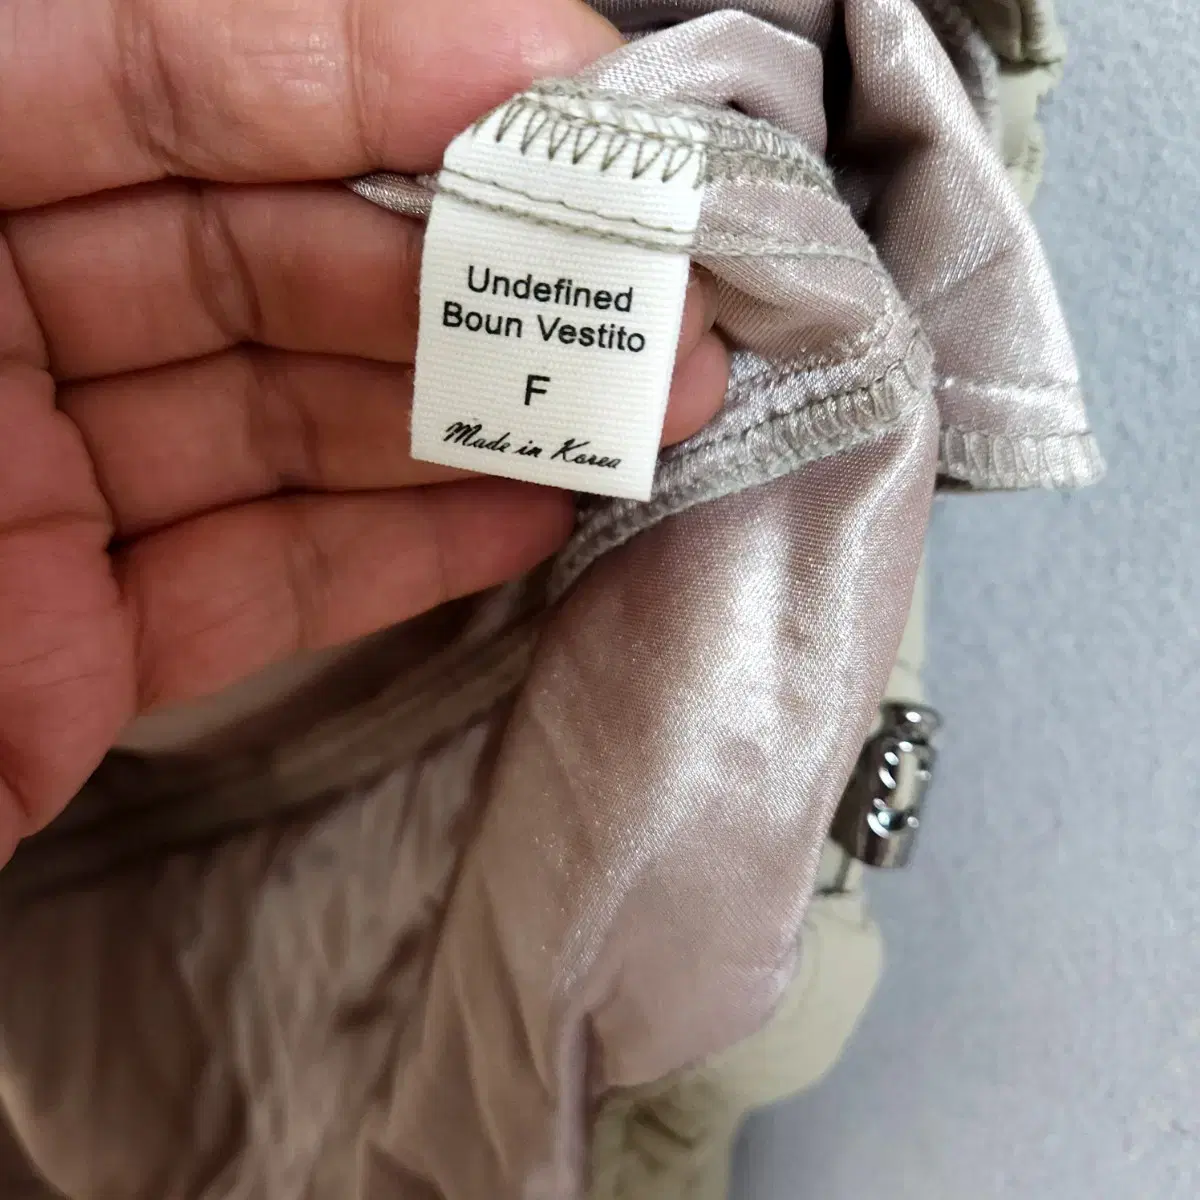 Undefined
Boun Vestito
F
Made in Korea